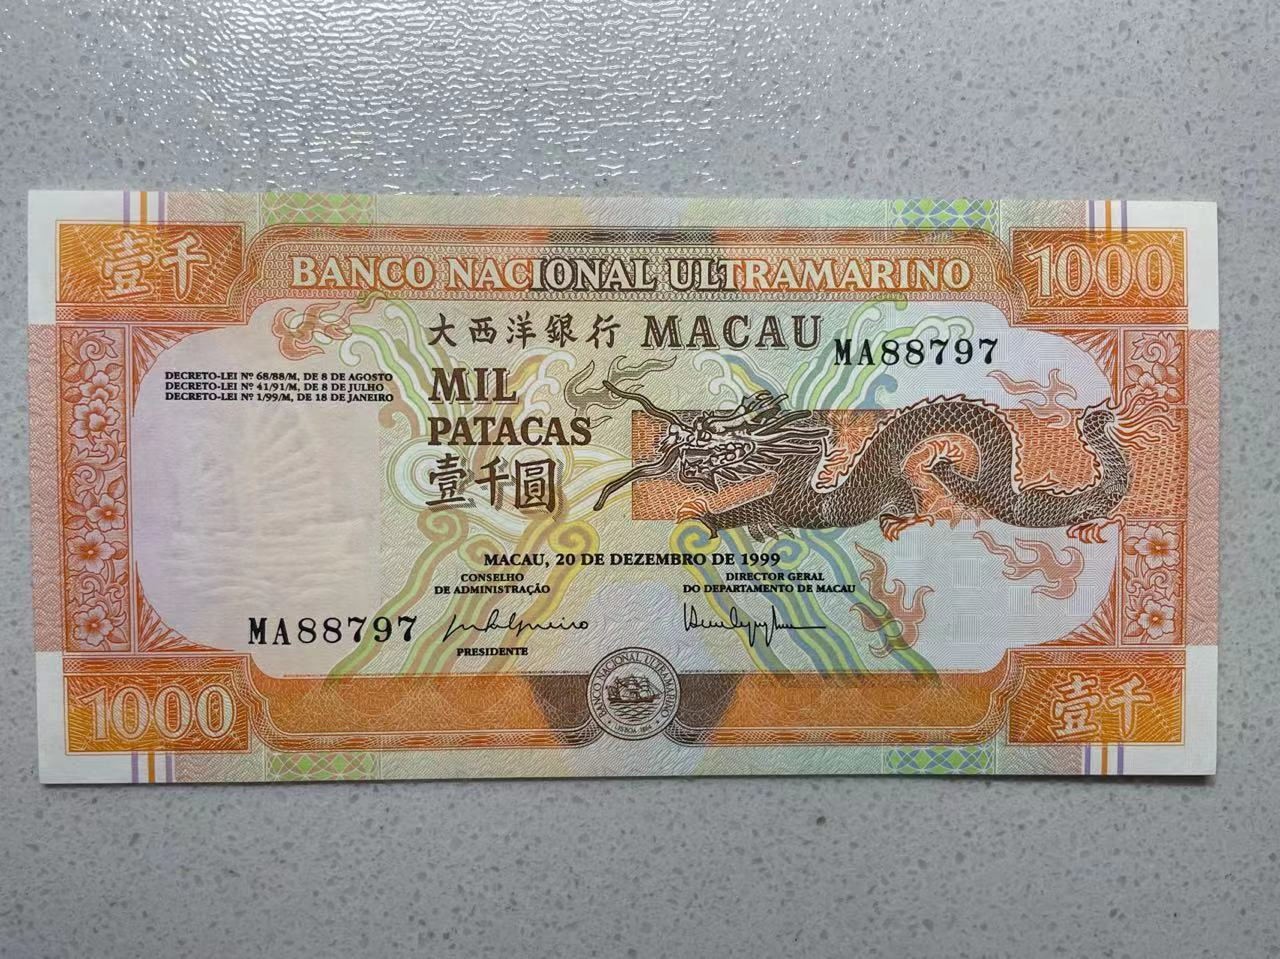 壹千
BANCO NACIONAL ULTRAMARINO
1000
大西洋銀行 MACAU
MA88797
DECRETO-LEI Nº 68/88/M, DE 8 DE AGOSTO
DECRETO-LEI Nº 41/91/M, DE 8 DE JULHO
DECRETO-LEI Nº 1/99/M, DE 18 DE JANEIRO
MIL
PATACAS
壹千圓
MACAU, 20 DE DEZEMBRO DE 1999
CONSELHO
DE ADMINISTRAÇÃO
DIRECTOR GERAL
DO DEPARTAMENTO DE MACAU
MA88797
PRESIDENTE
BANCO NACIONAL ULTRAMARINO
1000
壹千